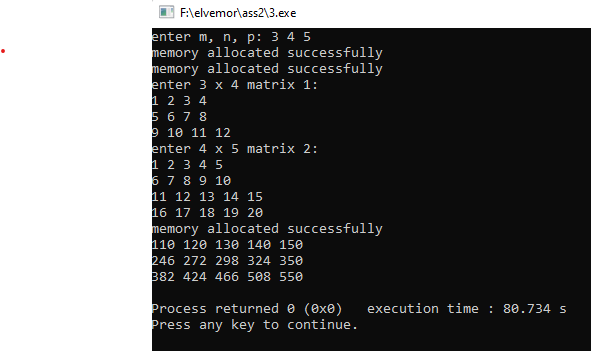 F:\elvemor\ass2\3.exe
enter m, n, p: 3 4 5
memory allocated successfully
memory allocated successfully
enter 3 x 4 matrix 1:
1 2 3 4
5 6 7 8
9 10 11 12
enter 4 x 5 matrix 2:
1 2 3 4 5
6 7 8 9 10
11 12 13 14 15
16 17 18 19 20
memory allocated successfully
110 120 130 140 150
246 272 298 324 350
382 424 466 508 550
Process returned 0 (0x0)   execution time : 80.734 s
Press any key to continue.